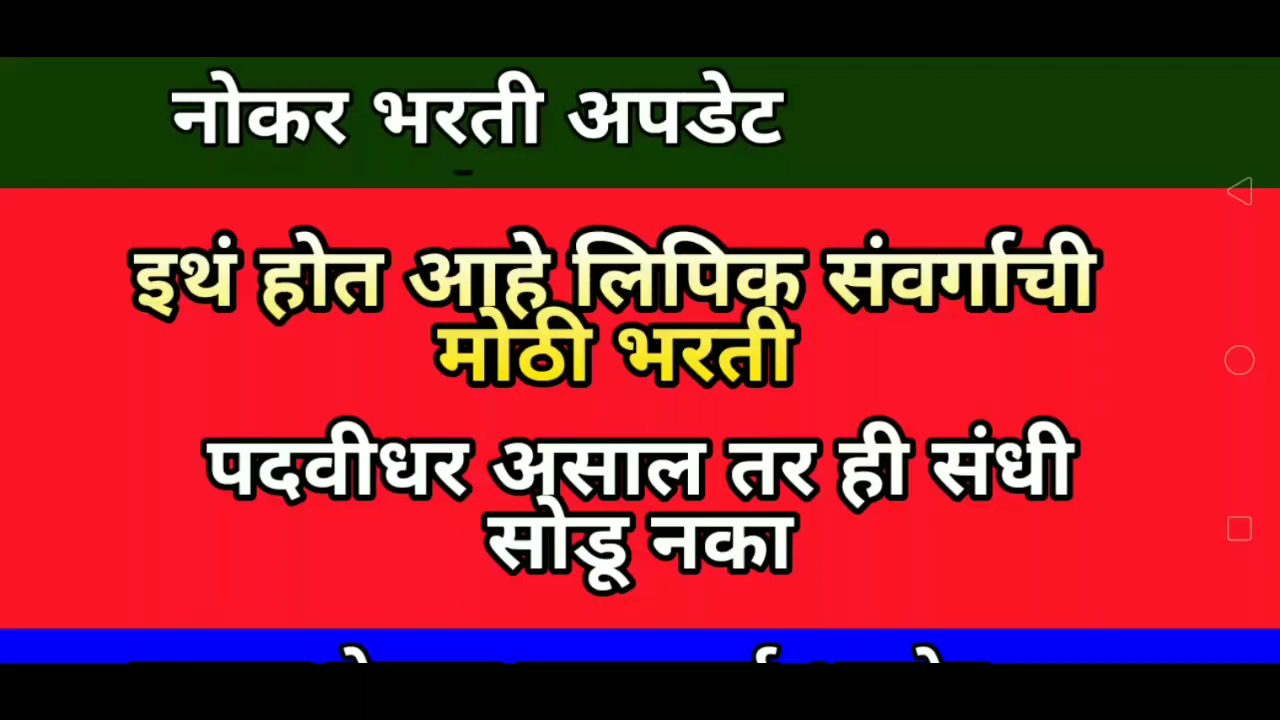 नोकर भरती अपडेट
इथं होत आहे लिपिक संवर्गाची
मोठी भरती
पदवीधर असाल तर ही संधी
सोडू नका